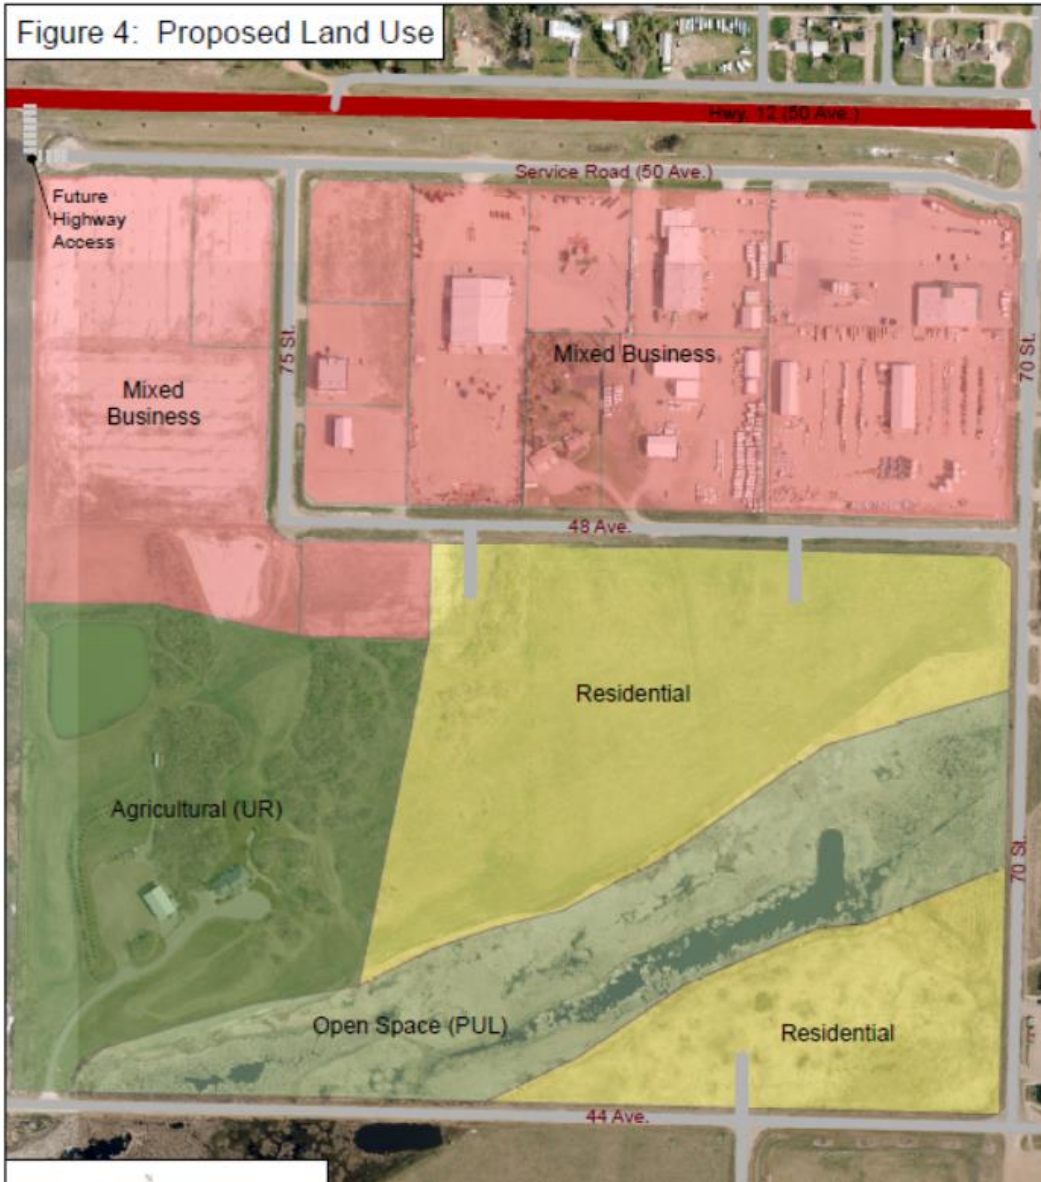 Figure 4: Proposed Land Use
Hwy. 12 (50 Ave.)
Service Road (50 Ave.)
Future
Highway
Access
75 St.
Mixed Business
70 St.
Mixed
Business
48 Ave.
Residential
Agricultural (UR)
70 St.
Open Space (PUL)
Residential
44 Ave.